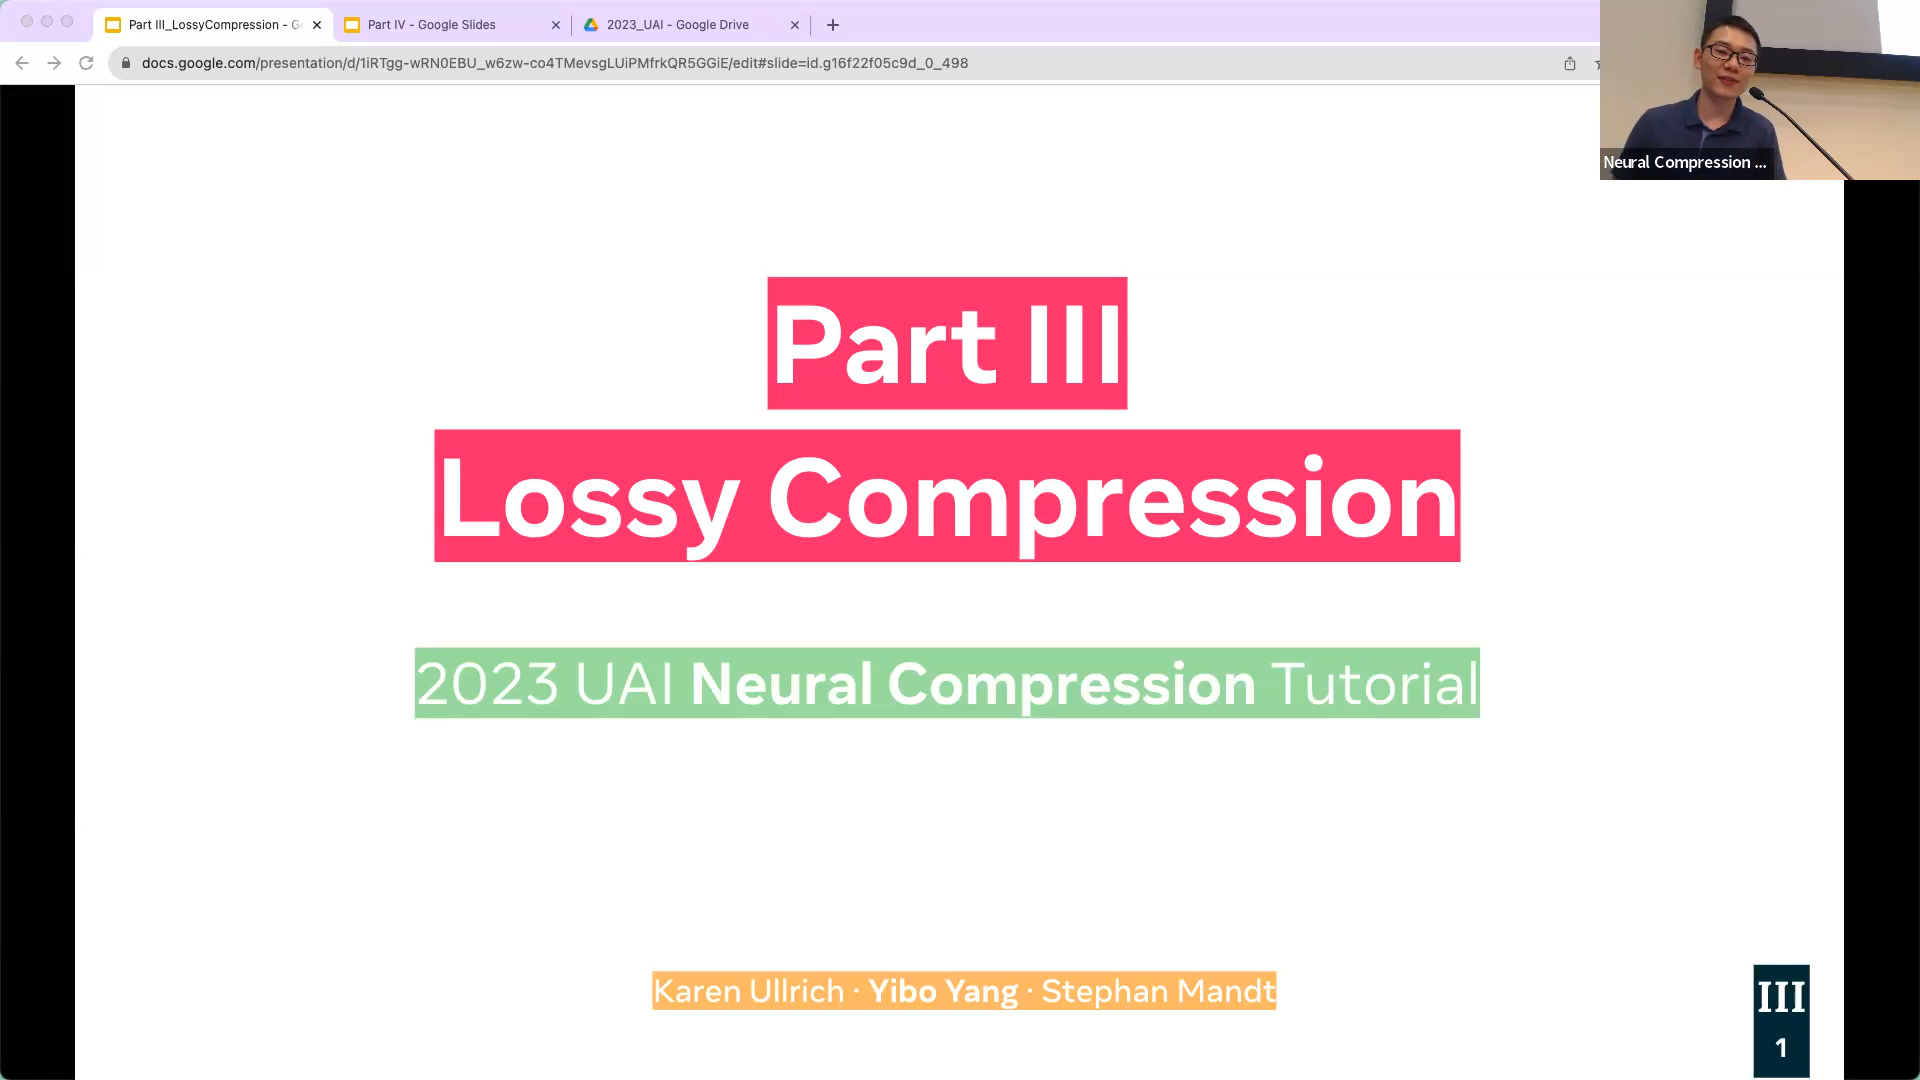 Part III_LossyCompression - G
Part IV - Google Slides
2023_UAI - Google Drive
docs.google.com/presentation/d/1iRTgg-wRN0EBU_w6zw-co4TMevsgLUiPMfrkQR5GGiE/edit#slide=id.g16f22f05c9d_0_498
Neural Compression ...
Part III
Lossy Compression
2023 UAI Neural Compression Tutorial
Karen Ullrich · Yibo Yang · Stephan Mandt
III
1